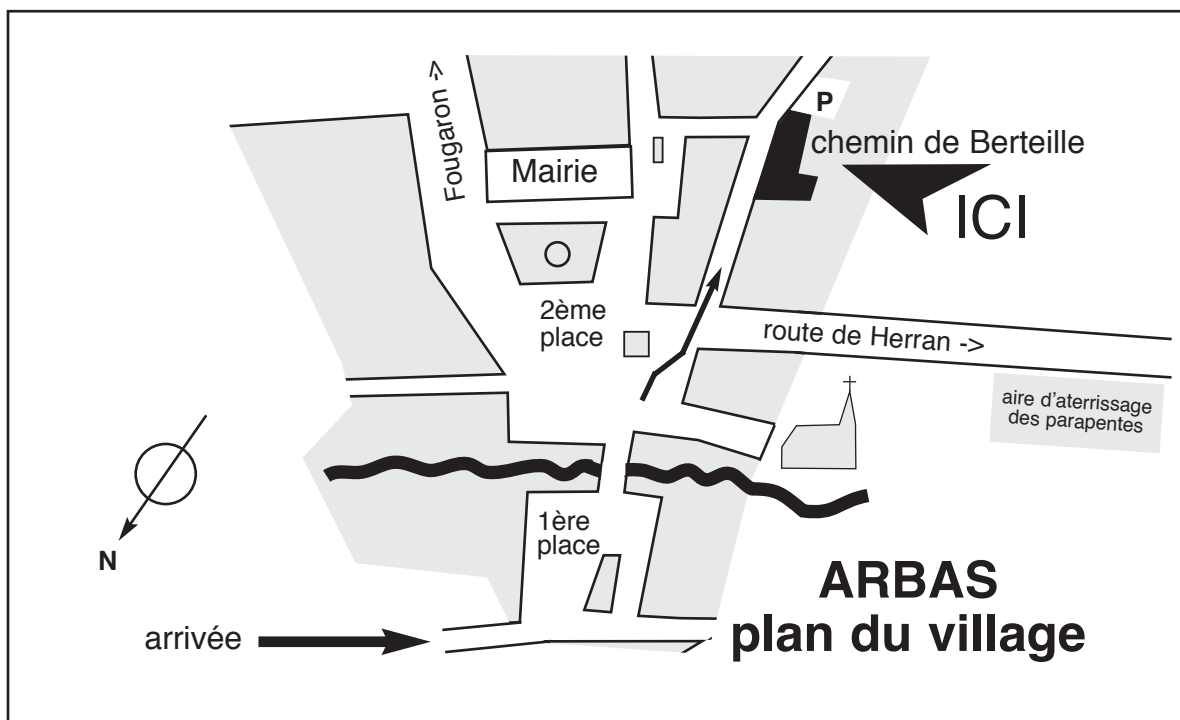 Fougaron ->
P
chemin de Berteille
Mairie
ICI
2ème
place
route de Herran ->
aire d'aterrissage
des parapentes
N
1ère
place
ARBAS
plan du village
arrivée